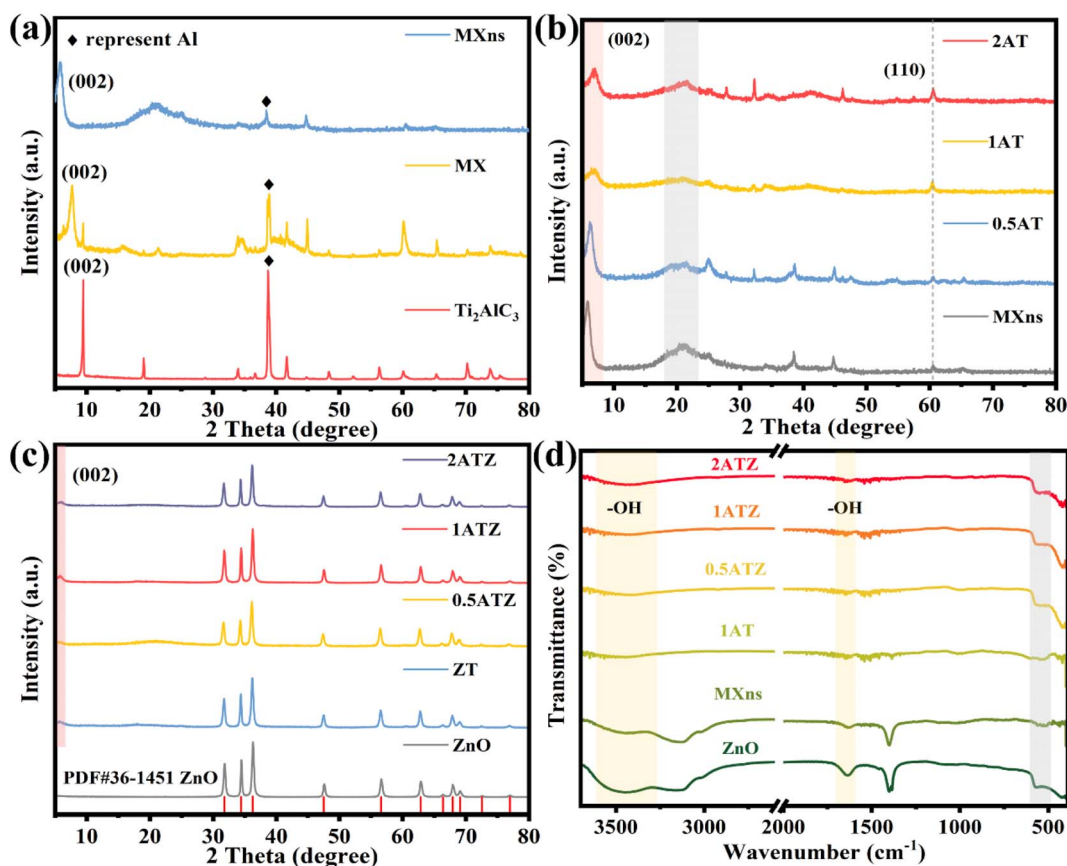 (a)
◆ represent Al
MXns
(002)
◆
MX
(002)
◆
(002)
◆
Ti₂AlC₃
Intensity (a.u.)
10 20 30 40 50 60 70 80
2 Theta (degree)
(b)
(002)
2AT
(110)
1AT
0.5AT
MXns
Intensity (a.u.)
10 20 30 40 50 60 70 80
2 Theta (degree)
(c)
(002)
2ATZ
1ATZ
0.5ATZ
ZT
ZnO
PDF#36-1451 ZnO
Intensity (a.u.)
10 20 30 40 50 60 70 80
2 Theta (degree)
(d)
2ATZ
-OH
-OH
1ATZ
0.5ATZ
1AT
MXns
ZnO
Transmittance (%)
3500 3000 2000 1500 1000 500
Wavenumber (cm⁻¹)